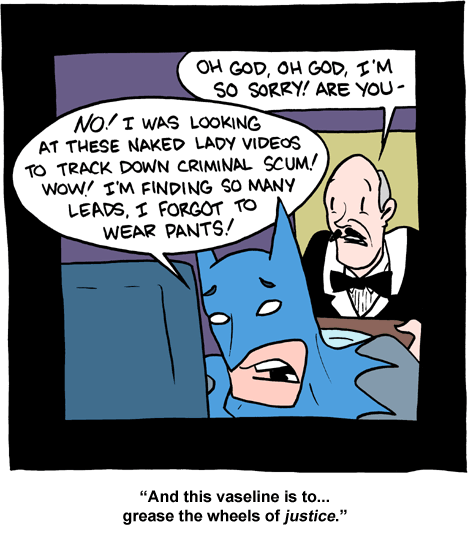 OH GOD, OH GOD, I'M
SO SORRY! ARE YOU-
NO! I WAS LOOKING
AT THESE NAKED LADY VIDEOS
TO TRACK DOWN CRIMINAL SCUM!
WOW! I'M FINDING SO MANY
LEADS, I FORGOT TO
WEAR PANTS!
“And this vaseline is to...
grease the wheels of justice.”